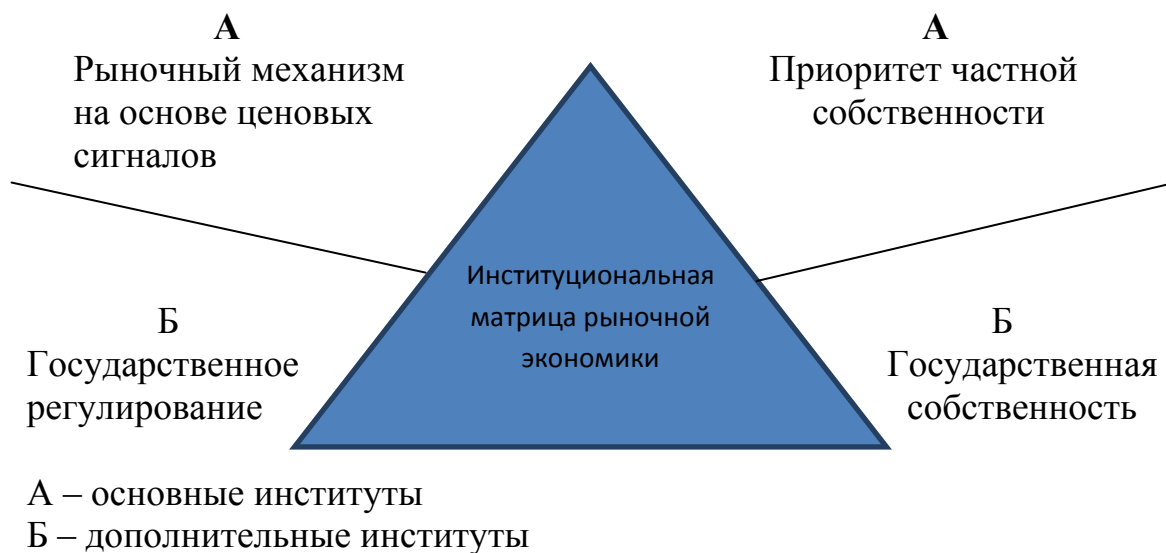 А
Рыночный механизм
на основе ценовых
сигналов
А
Приоритет частной
собственности
Институциональная
матрица рыночной
экономики
Б
Государственное
регулирование
Б
Государственная
собственность
А – основные институты
Б – дополнительные институты